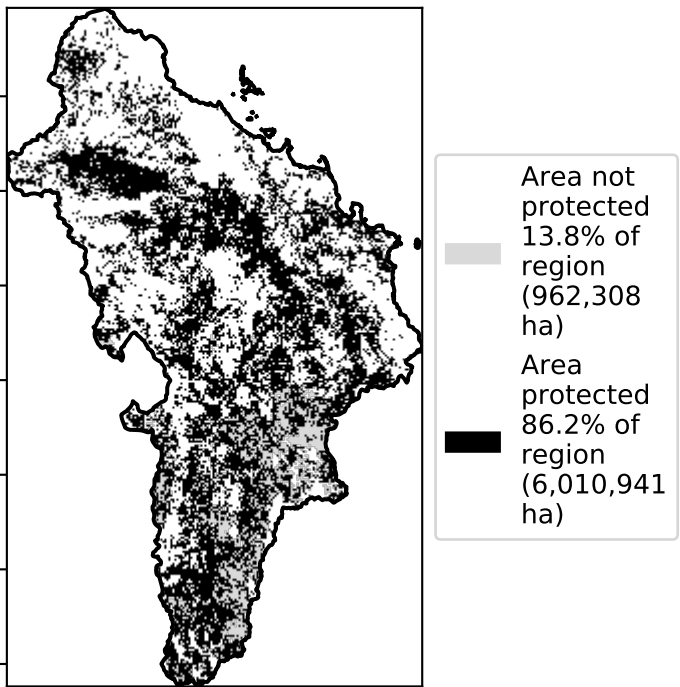 Area not
protected
13.8% of
region
(962,308
ha)
Area
protected
86.2% of
region
(6,010,941
ha)